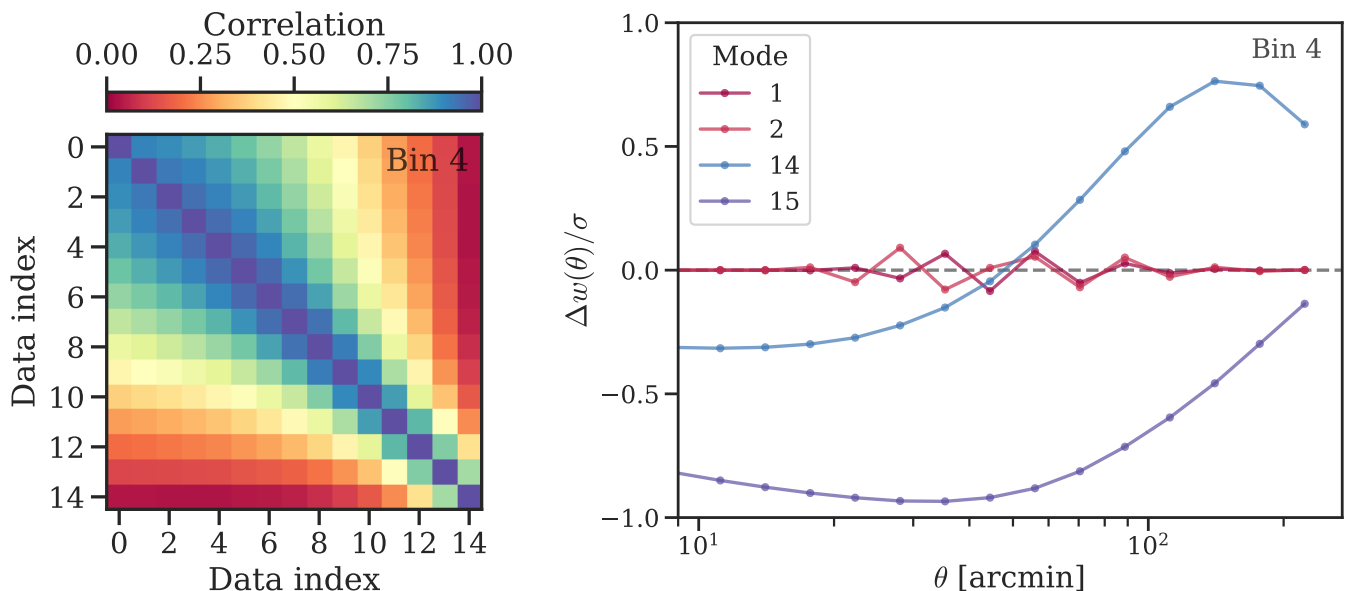 Correlation
0.00 0.25 0.50 0.75 1.00
Bin 4
Data index
0
2
4
6
8
10
12
14
0 2 4 6 8 10 12 14
Data index
Bin 4
Mode
1
2
14
15
Δw(θ)/σ
1.0
0.5
0.0
−0.5
−1.0
10¹ 10²
θ [arcmin]